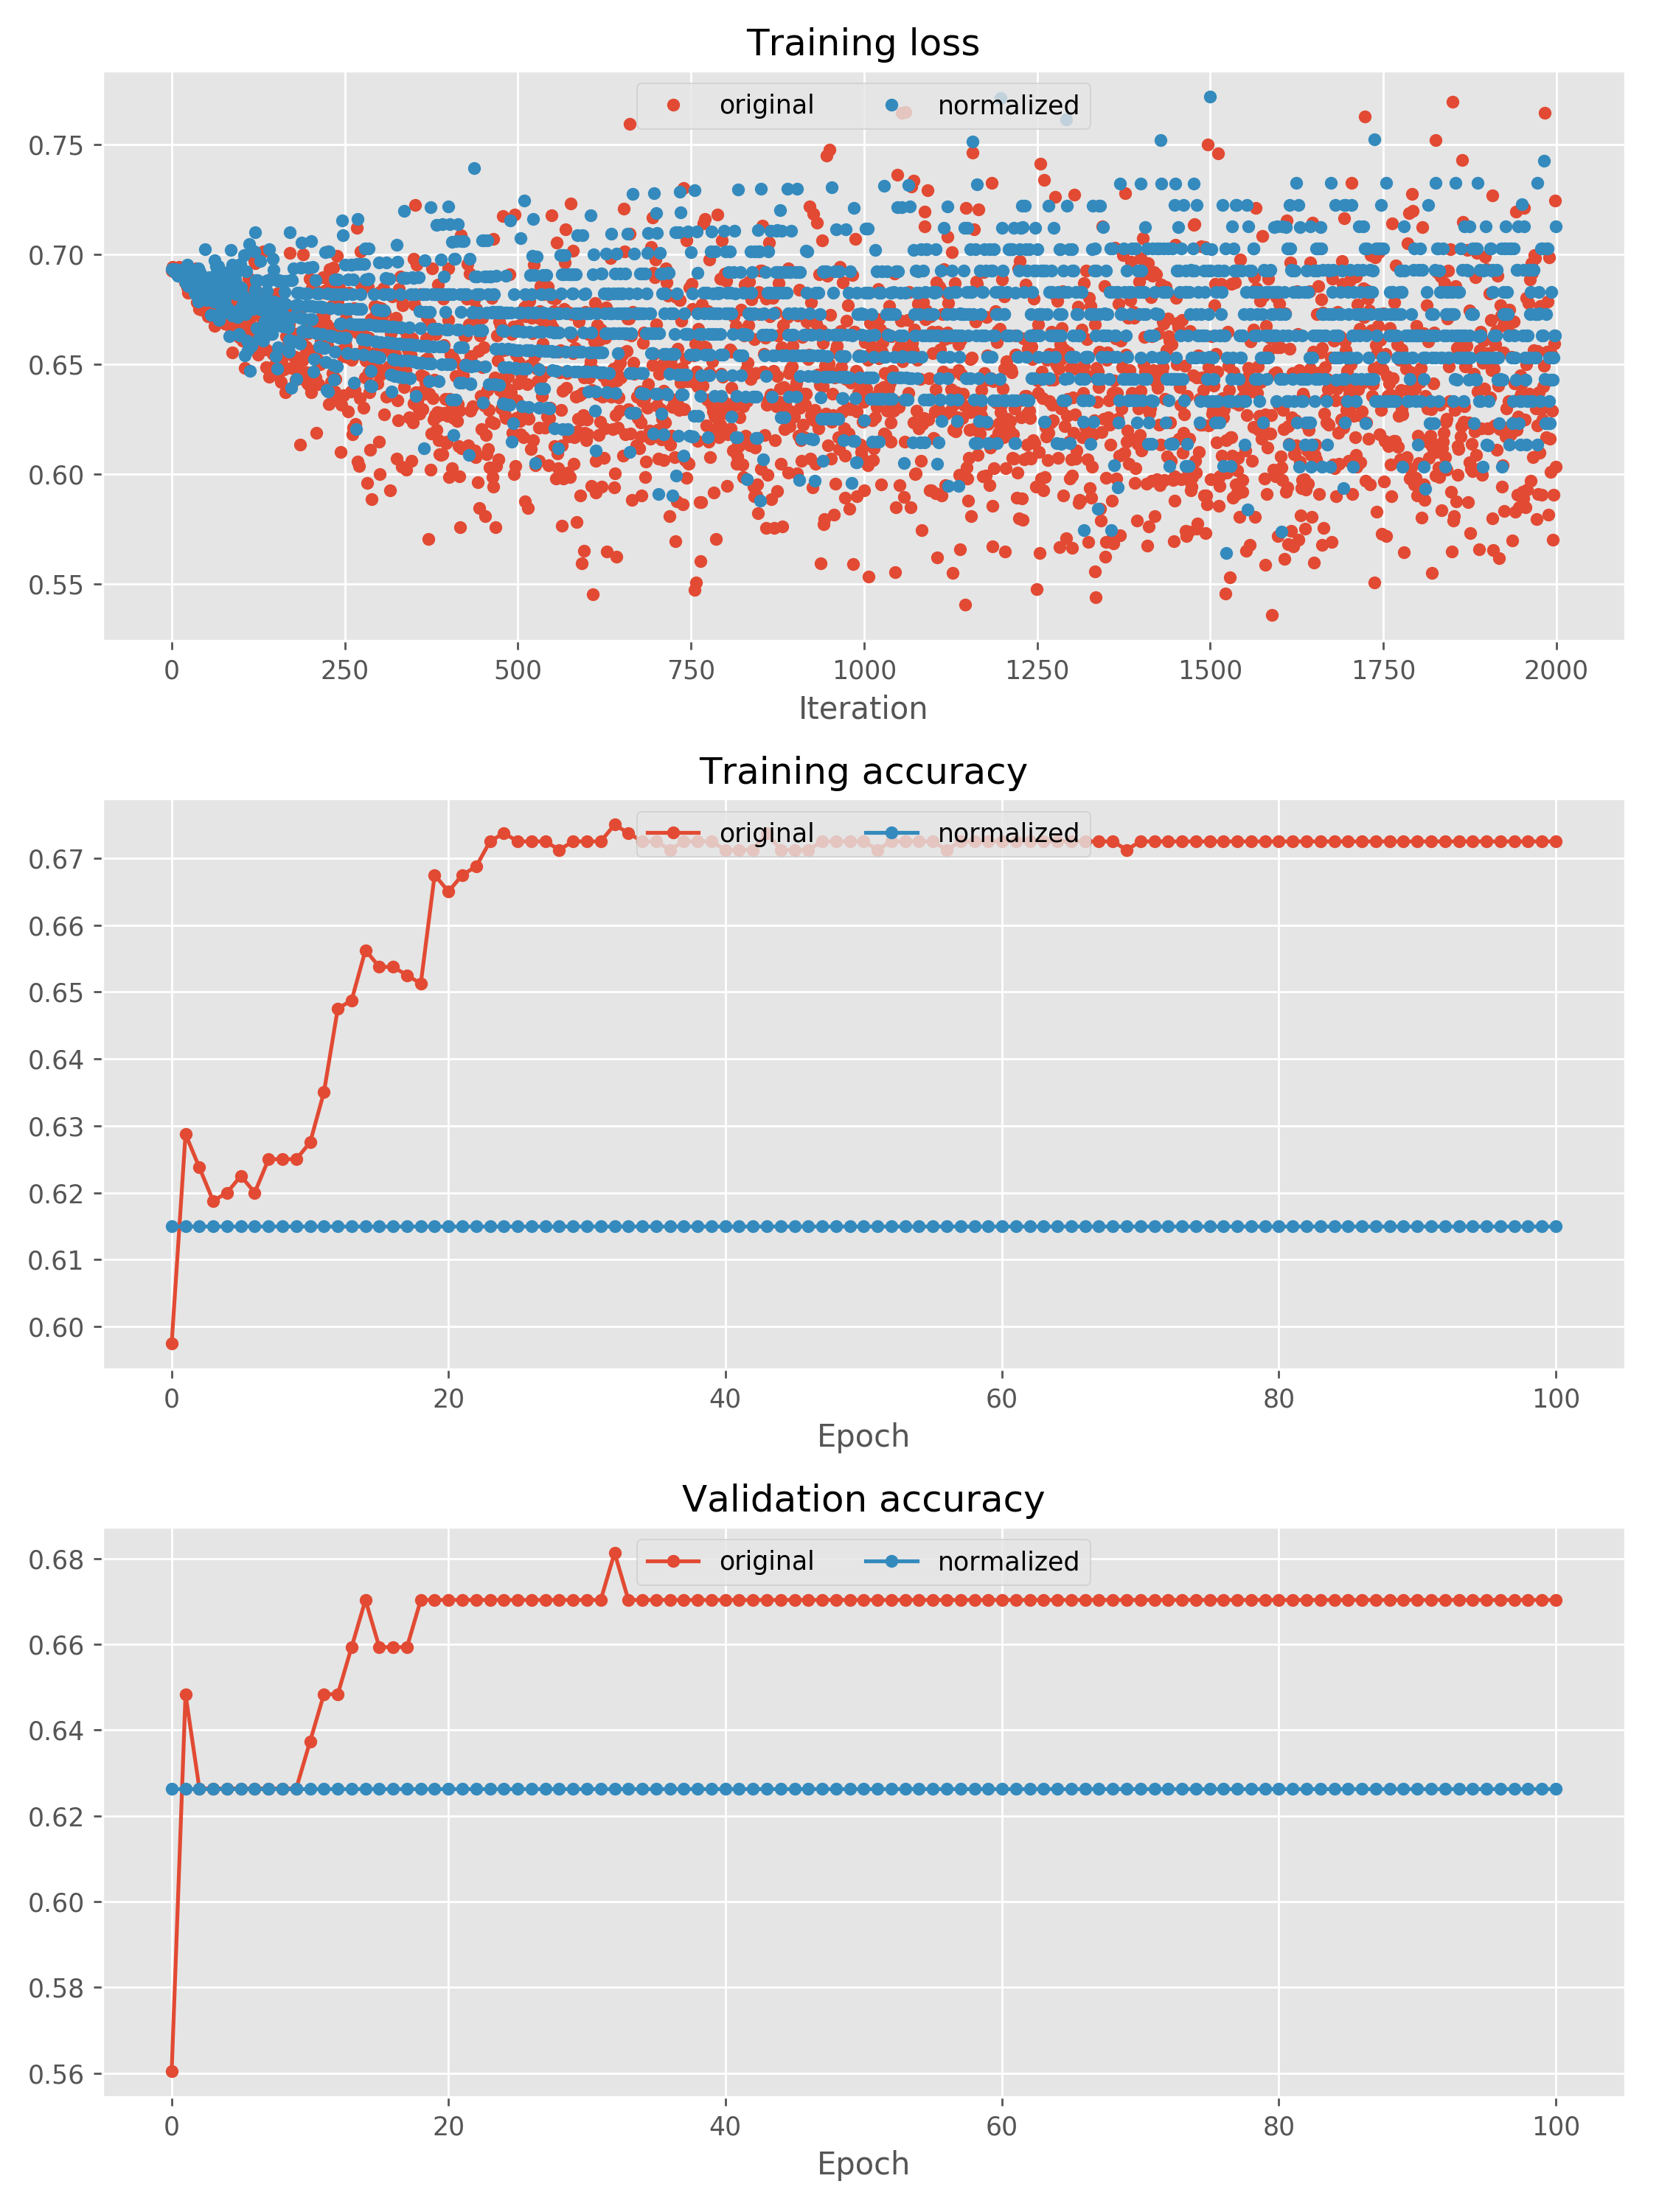 Training loss
original normalized
0.75
0.70
0.65
0.60
0.55
0 250 500 750 1000 1250 1500 1750 2000
Iteration
Training accuracy
original normalized
0.67
0.66
0.65
0.64
0.63
0.62
0.61
0.60
0 20 40 60 80 100
Epoch
Validation accuracy
original normalized
0.68
0.66
0.64
0.62
0.60
0.58
0.56
0 20 40 60 80 100
Epoch